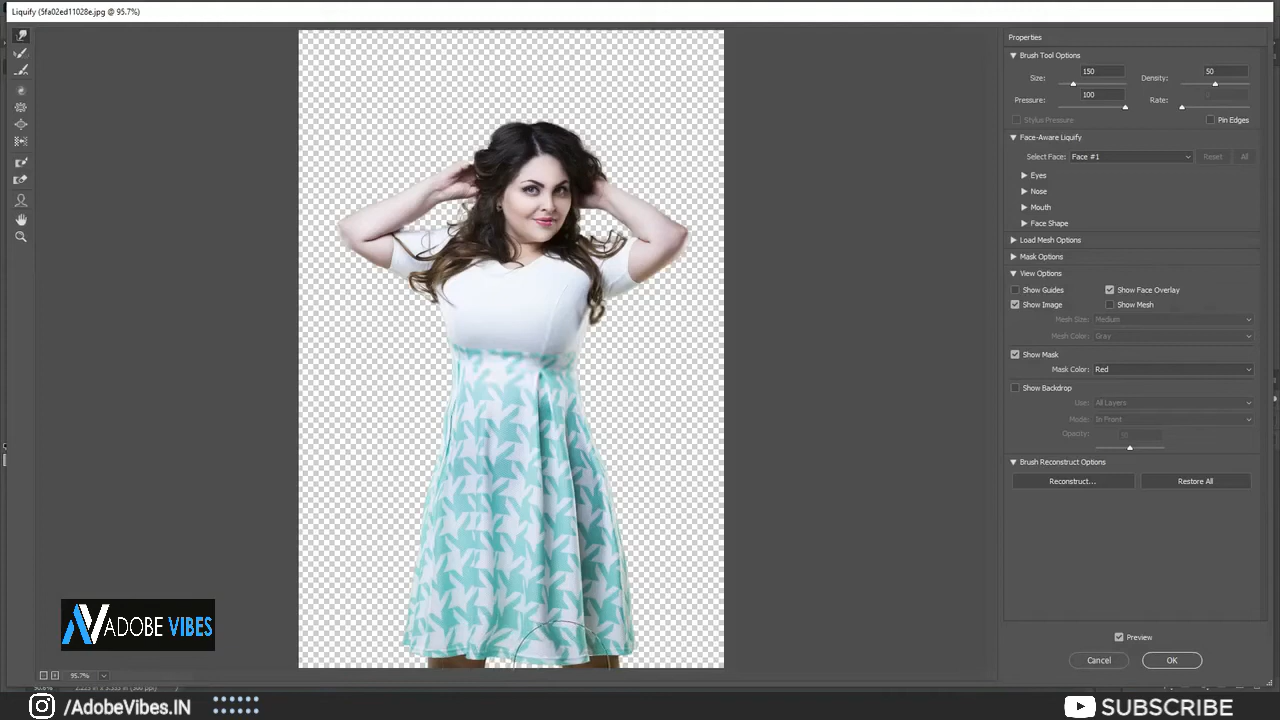 Liquify (5fa02ed11028e.jpg @ 95.7%)
Properties
Brush Tool Options
Size: 150 Density: 50
Pressure: 100 Rate:
Stylus Pressure Pin Edges
Face-Aware Liquify
Select Face: Face #1 Reset All
Eyes
Nose
Mouth
Face Shape
Load Mesh Options
Mask Options
View Options
Show Guides Show Face Overlay
Show Image Show Mesh
Mesh Size: Medium
Mesh Color: Gray
Show Mask
Mask Color: Red
Show Backdrop
Use: All Layers
Mode: In Front
Opacity: 50
Brush Reconstruct Options
Reconstruct... Restore All
Preview
Cancel OK
95.7%
ADOBE VIBES
/AdobeVibes.IN
SUBSCRIBE